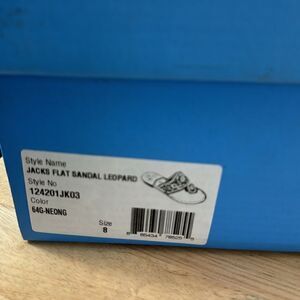 Style Name
JACKS FLAT SANDAL LEOPARD
Style No
124201JK03
Color
64G-NEONG
Size
8